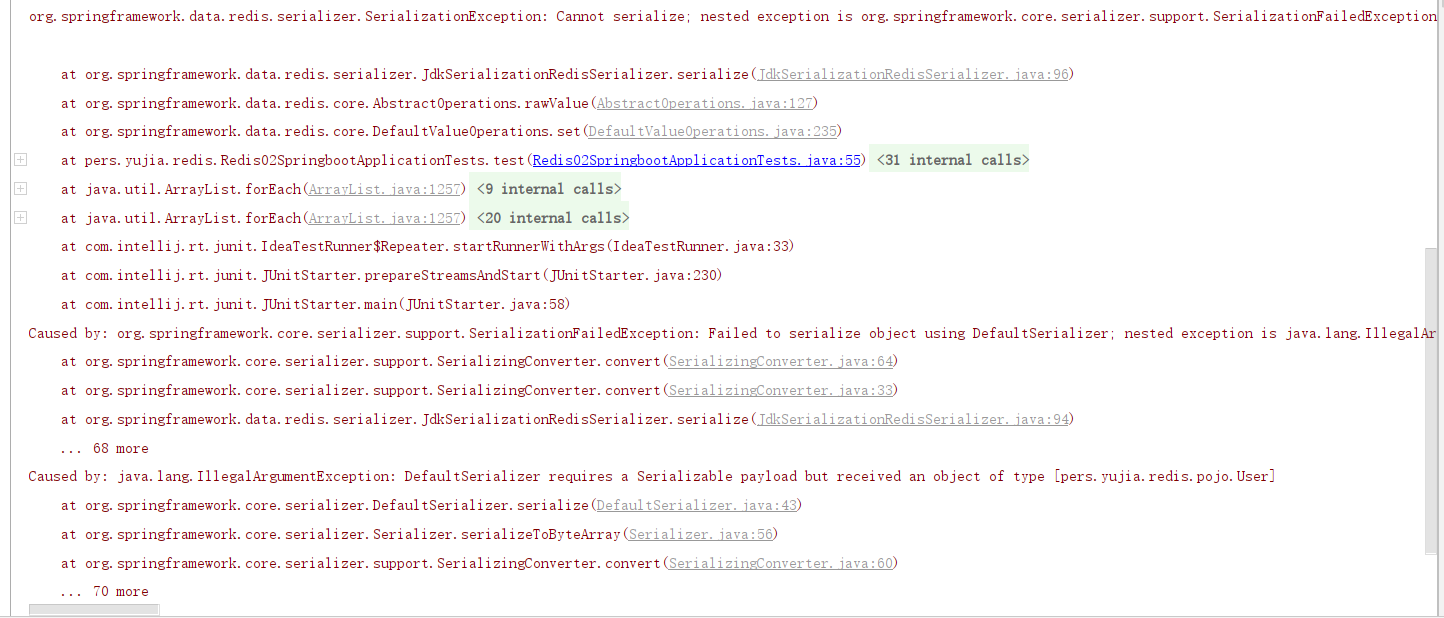 org.springframework.data.redis.serializer.SerializationException: Cannot serialize; nested exception is org.springframework.core.serializer.support.SerializationFailedException
at org.springframework.data.redis.serializer.JdkSerializationRedisSerializer.serialize(JdkSerializationRedisSerializer.java:96)
at org.springframework.data.redis.core.AbstractOperations.rawValue(AbstractOperations.java:127)
at org.springframework.data.redis.core.DefaultValueOperations.set(DefaultValueOperations.java:235)
at pers.yujia.redis.Redis02SpringbootApplicationTests.test(Redis02SpringbootApplicationTests.java:55) <31 internal calls>
at java.util.ArrayList.forEach(ArrayList.java:1257) <9 internal calls>
at java.util.ArrayList.forEach(ArrayList.java:1257) <20 internal calls>
at com.intellij.rt.junit.IdeaTestRunner$Repeater.startRunnerWithArgs(IdeaTestRunner.java:33)
at com.intellij.rt.junit.JUnitStarter.prepareStreamsAndStart(JUnitStarter.java:230)
at com.intellij.rt.junit.JUnitStarter.main(JUnitStarter.java:58)
Caused by: org.springframework.core.serializer.support.SerializationFailedException: Failed to serialize object using DefaultSerializer; nested exception is java.lang.IllegalAr
at org.springframework.core.serializer.support.SerializingConverter.convert(SerializingConverter.java:64)
at org.springframework.core.serializer.support.SerializingConverter.convert(SerializingConverter.java:33)
at org.springframework.data.redis.serializer.JdkSerializationRedisSerializer.serialize(JdkSerializationRedisSerializer.java:94)
... 68 more
Caused by: java.lang.IllegalArgumentException: DefaultSerializer requires a Serializable payload but received an object of type [pers.yujia.redis.pojo.User]
at org.springframework.core.serializer.DefaultSerializer.serialize(DefaultSerializer.java:43)
at org.springframework.core.serializer.Serializer.serializeToByteArray(Serializer.java:56)
at org.springframework.core.serializer.support.SerializingConverter.convert(SerializingConverter.java:60)
... 70 more